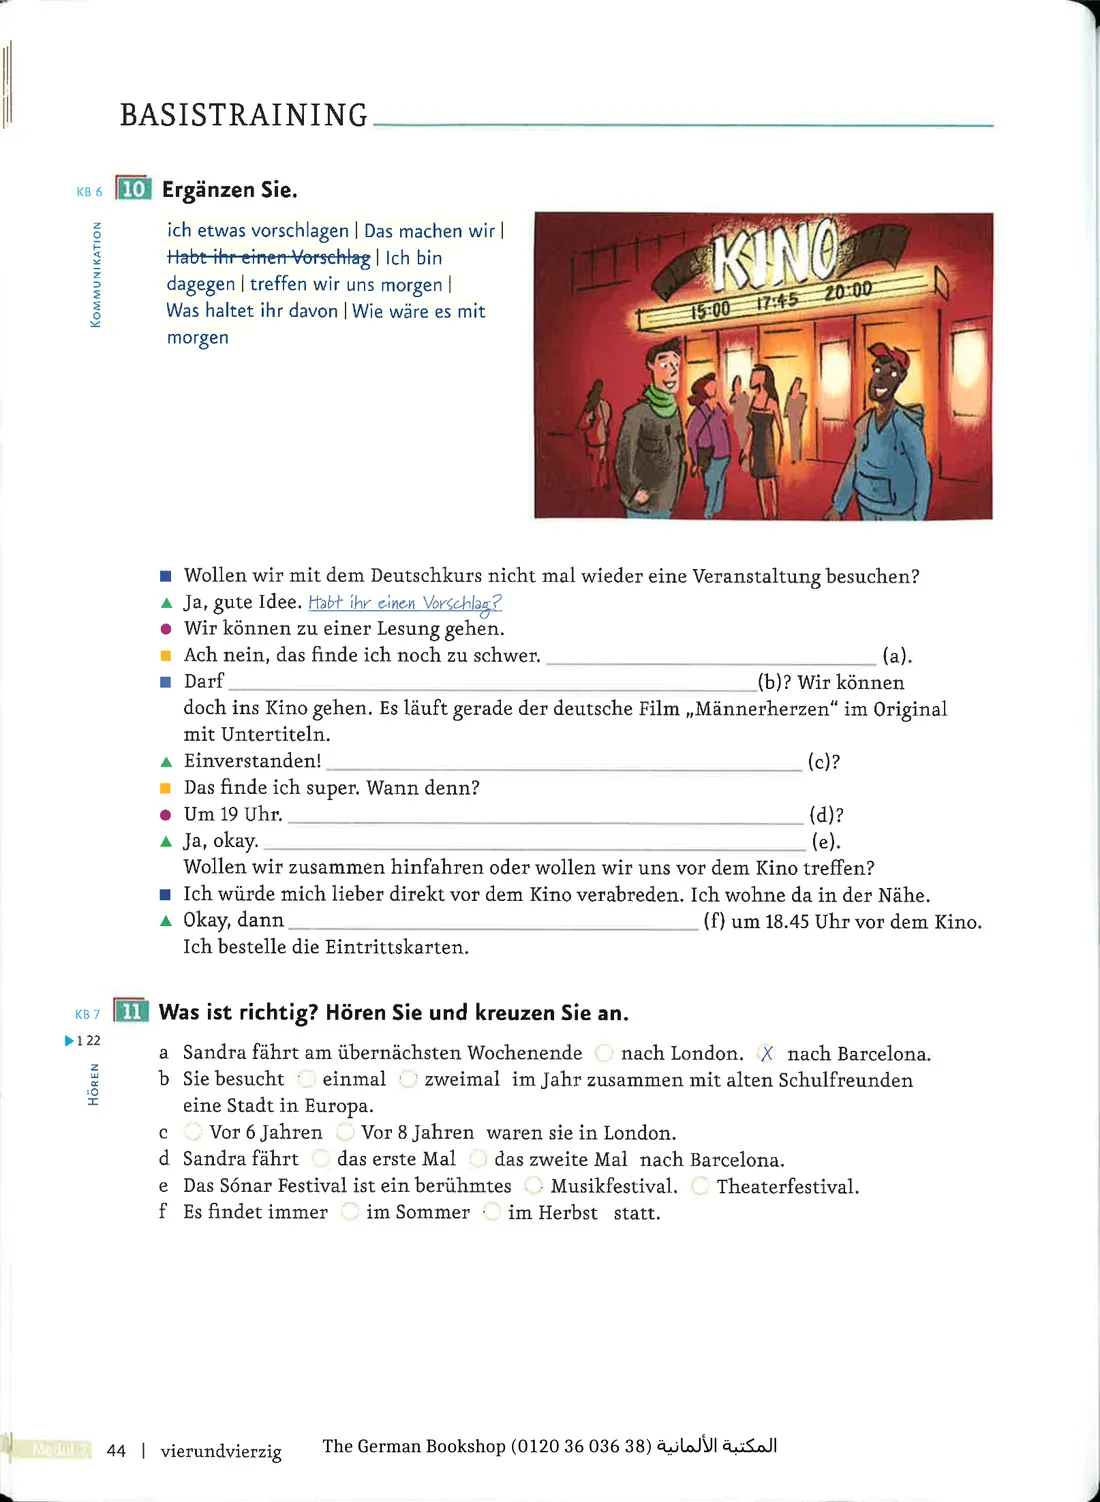 BASISTRAINING
KB 6
10 Ergänzen Sie.
KOMMUNIKATION
ich etwas vorschlagen | Das machen wir |
Habt ihr einen Vorschlag | Ich bin
dagegen | treffen wir uns morgen |
Was haltet ihr davon | Wie wäre es mit
morgen
KINO
15:00 17:45 20:00
Wollen wir mit dem Deutschkurs nicht mal wieder eine Veranstaltung besuchen?
Ja, gute Idee. Habt ihr einen Vorschlag?
Wir können zu einer Lesung gehen.
Ach nein, das finde ich noch zu schwer. (a).
Darf (b)? Wir können
doch ins Kino gehen. Es läuft gerade der deutsche Film „Männerherzen“ im Original
mit Untertiteln.
Einverstanden! (c)?
Das finde ich super. Wann denn?
Um 19 Uhr. (d)?
Ja, okay. (e).
Wollen wir zusammen hinfahren oder wollen wir uns vor dem Kino treffen?
Ich würde mich lieber direkt vor dem Kino verabreden. Ich wohne da in der Nähe.
Okay, dann (f) um 18.45 Uhr vor dem Kino.
Ich bestelle die Eintrittskarten.
KB 7
11 Was ist richtig? Hören Sie und kreuzen Sie an.
1 22
HÖREN
a Sandra fährt am übernächsten Wochenende nach London. X nach Barcelona.
b Sie besucht einmal zweimal im Jahr zusammen mit alten Schulfreunden
eine Stadt in Europa.
c Vor 6 Jahren Vor 8 Jahren waren sie in London.
d Sandra fährt das erste Mal das zweite Mal nach Barcelona.
e Das Sónar Festival ist ein berühmtes Musikfestival. Theaterfestival.
f Es findet immer im Sommer im Herbst statt.
Modul 2 44 | vierundvierzig The German Bookshop (0120 36 036 38) المكتبة الألمانية